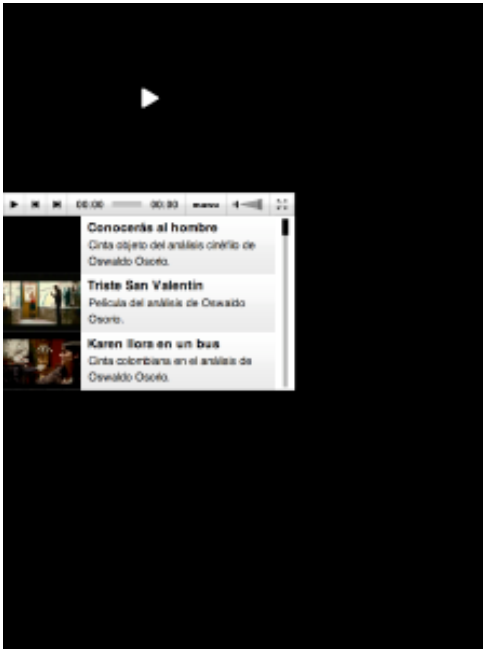 00:00 00:00 menu
Conocerás al hombre
Cinta objeto del análisis cinéfilo de
Oswaldo Osorio.
Triste San Valentín
Película del análisis de Oswaldo
Osorio.
Karen llora en un bus
Cinta colombiana en el análisis de
Oswaldo Osorio.